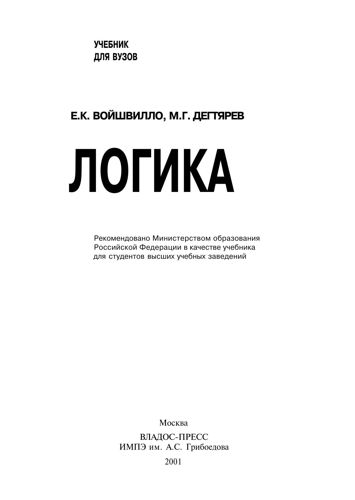 УЧЕБНИК
ДЛЯ ВУЗОВ
Е.К. ВОЙШВИЛЛО, М.Г. ДЕГТЯРЕВ
ЛОГИКА
Рекомендовано Министерством образования
Российской Федерации в качестве учебника
для студентов высших учебных заведений
Москва
ВЛАДОС-ПРЕСС
ИМПЭ им. А.С. Грибоедова
2001